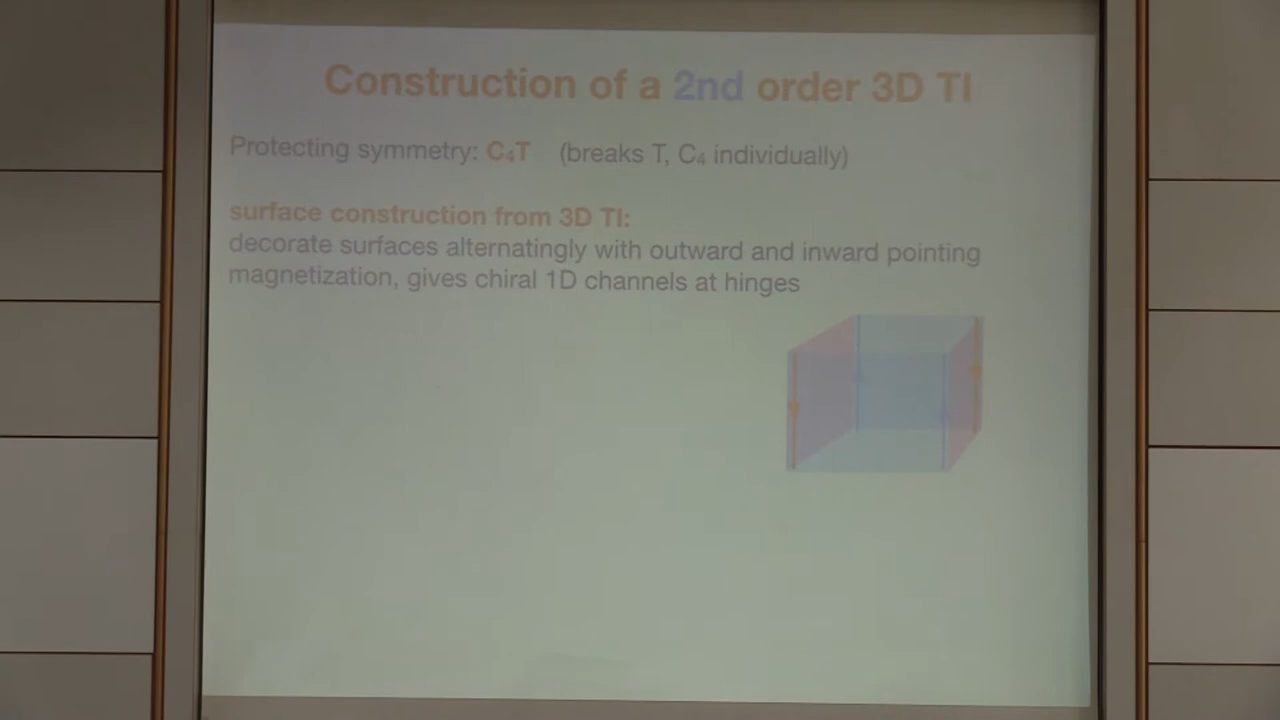 Construction of a 2nd order 3D TI
Protecting symmetry: C₄T (breaks T, C₄ individually)
surface construction from 3D TI:
decorate surfaces alternatingly with outward and inward pointing
magnetization, gives chiral 1D channels at hinges